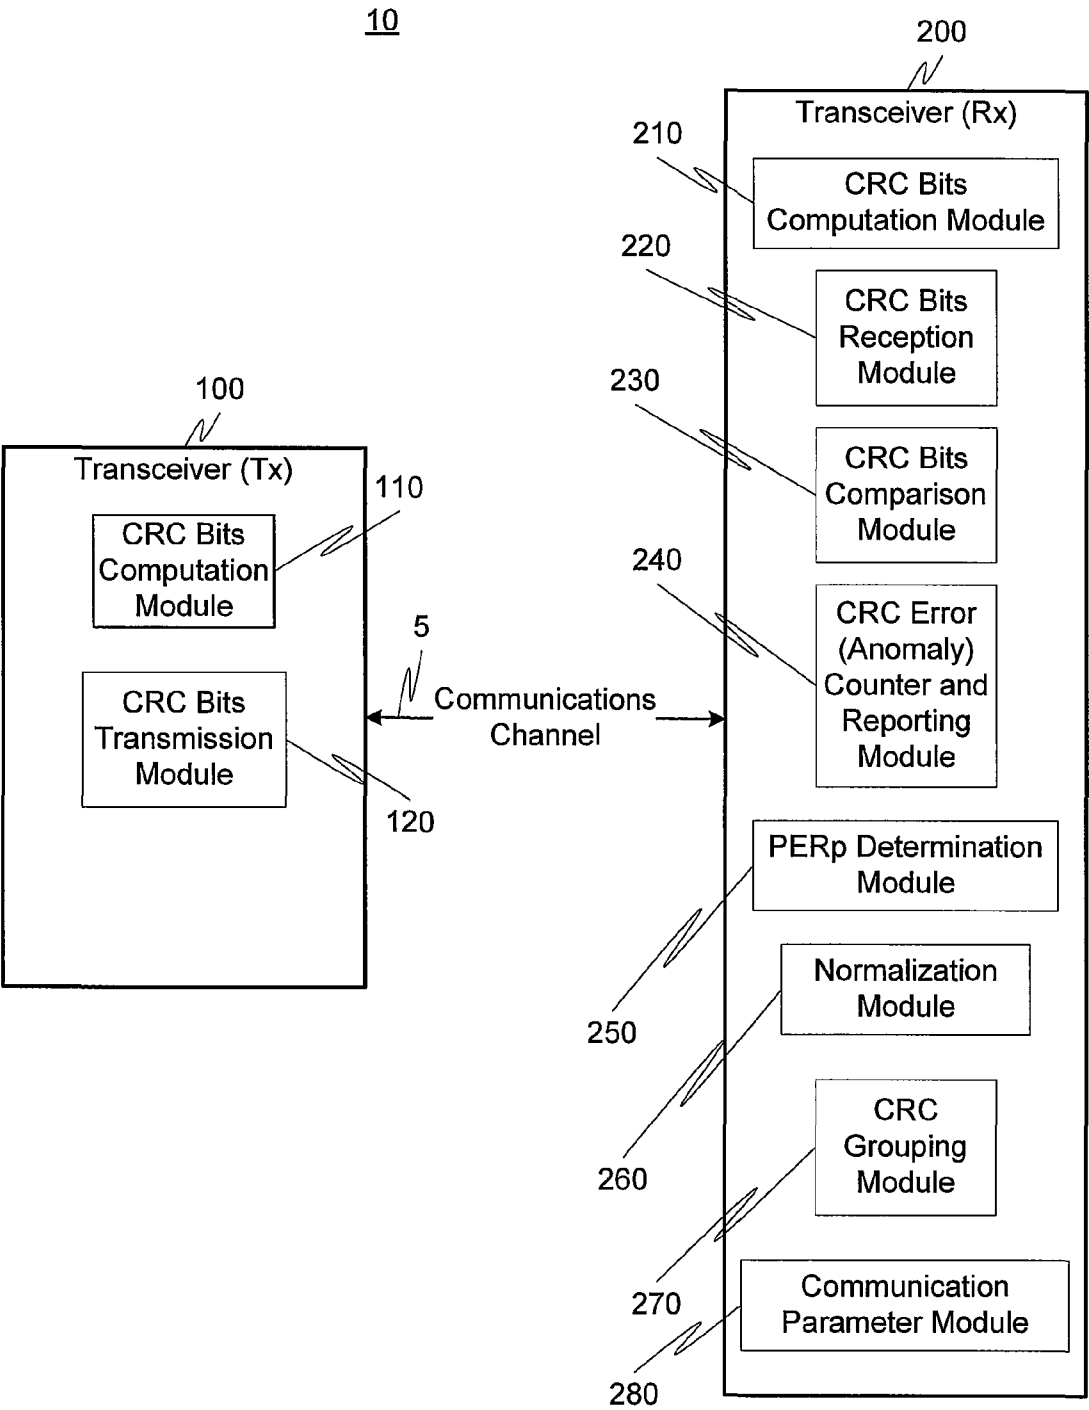 10
200
Transceiver (Rx)
210
CRC Bits
Computation Module
220
CRC Bits
Reception
Module
230
CRC Bits
Comparison
Module
240
CRC Error
(Anomaly)
Counter and
Reporting
Module
PERp Determination
Module
250
Normalization
Module
260
CRC
Grouping
Module
270
Communication
Parameter Module
280
100
Transceiver (Tx)
110
CRC Bits
Computation
Module
CRC Bits
Transmission
Module
120
5
Communications
Channel